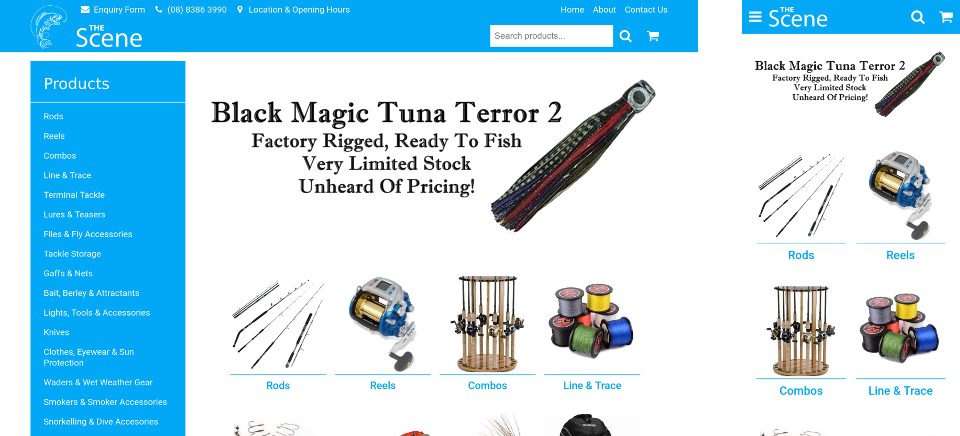 Enquiry Form (08) 8386 3990 Location & Opening Hours
Home About Contact Us
THE
Scene
Search products...
Products
Rods
Reels
Combos
Line & Trace
Terminal Tackle
Lures & Teasers
Flies & Fly Accessories
Tackle Storage
Gaffs & Nets
Bait, Berley & Attractants
Lights, Tools & Accessories
Knives
Clothes, Eyewear & Sun
Protection
Waders & Wet Weather Gear
Smokers & Smoker Accessories
Snorkelling & Dive Accesories
Black Magic Tuna Terror 2
Factory Rigged, Ready To Fish
Very Limited Stock
Unheard Of Pricing!
Rods Reels Combos Line & Trace
THE
Scene
Black Magic Tuna Terror 2
Factory Rigged, Ready To Fish
Very Limited Stock
Unheard Of Pricing!
Rods Reels
Combos Line & Trace